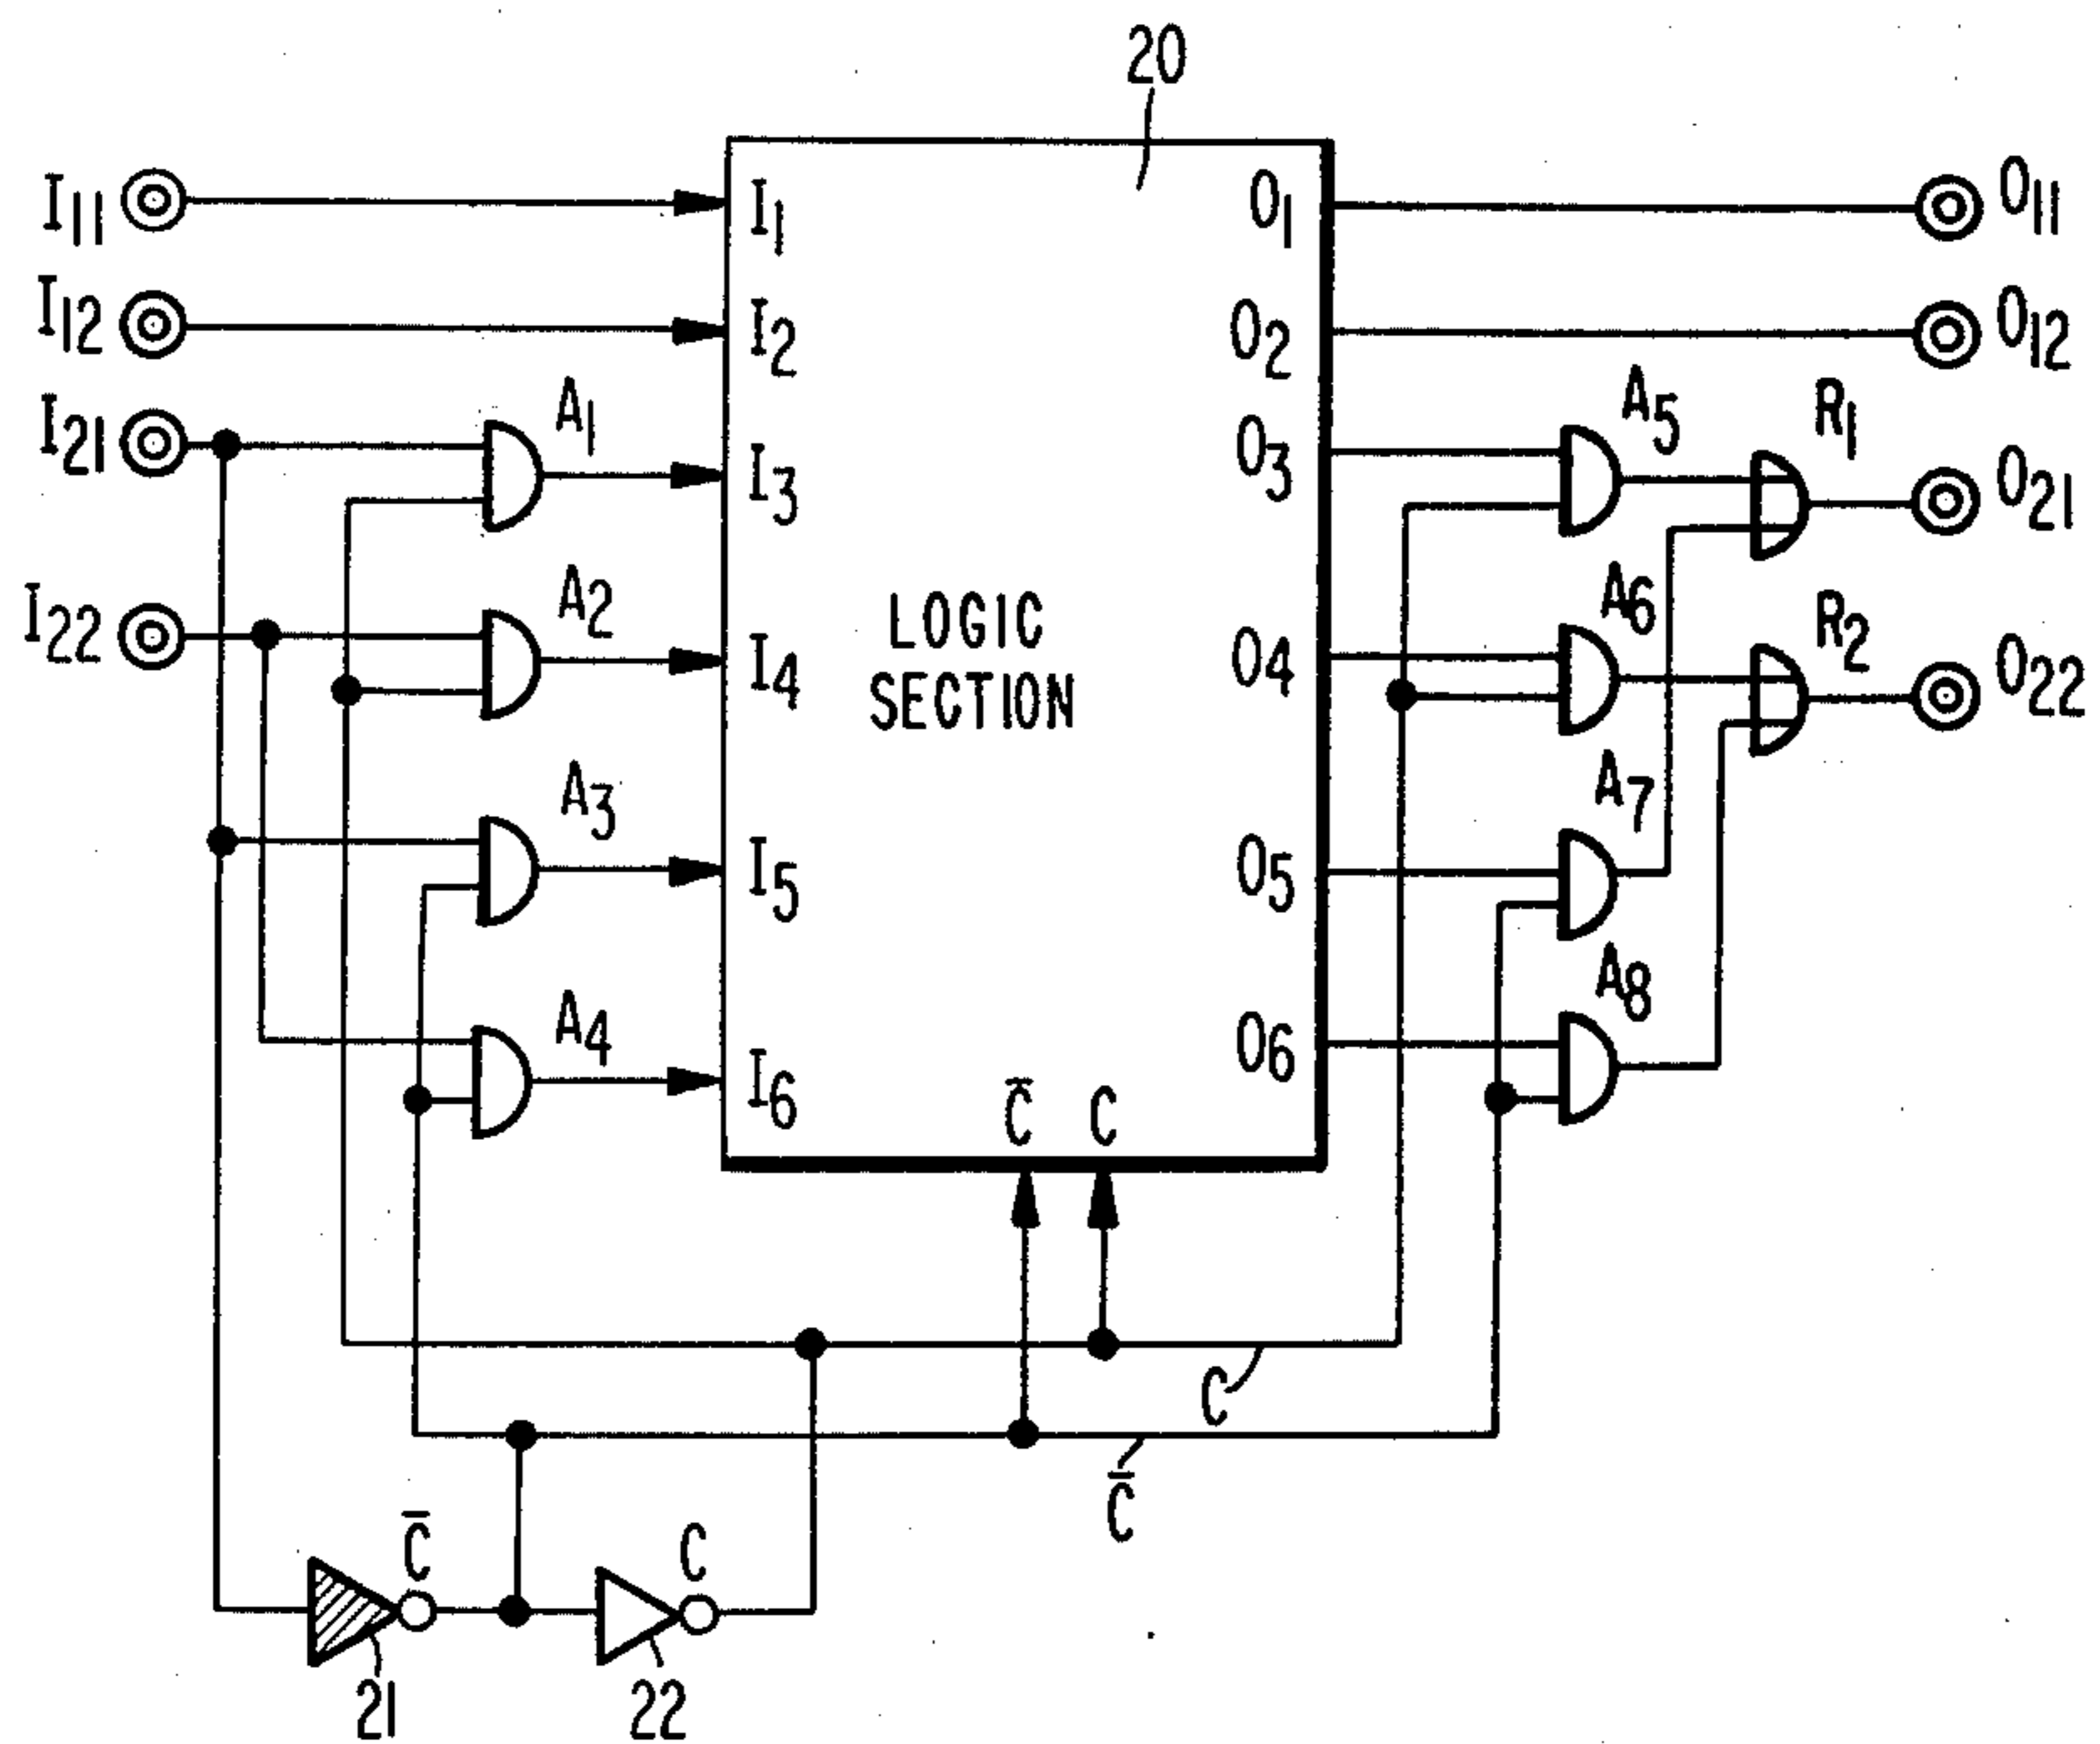 20
I11
I1
O1
O11
I12
I2
O2
O12
I21
A1
I3
O3
A5
R1
O21
I22
A2
I4
LOGIC
SECTION
O4
A6
R2
O22
A3
I5
O5
A7
A4
I6
O6
A8
C̅
C
C
C̅
C̅
C
21
22